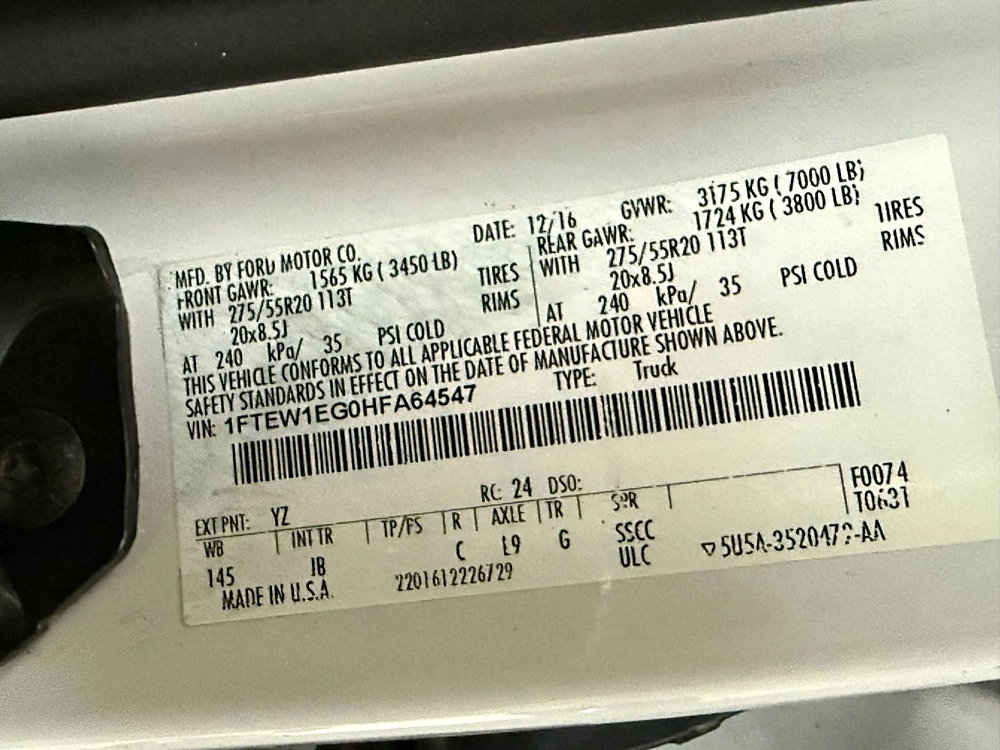 MFD. BY FORD MOTOR CO. DATE: 12/16 GVWR: 3175 KG ( 7000 LB)
FRONT GAWR: 1565 KG ( 3450 LB) REAR GAWR: 1724 KG ( 3800 LB)
WITH 275/55R20 113T TIRES WITH 275/55R20 113T TIRES
20x8.5J RIMS 20x8.5J RIMS
AT 240 kPa/ 35 PSI COLD AT 240 kPa/ 35 PSI COLD
THIS VEHICLE CONFORMS TO ALL APPLICABLE FEDERAL MOTOR VEHICLE
SAFETY STANDARDS IN EFFECT ON THE DATE OF MANUFACTURE SHOWN ABOVE.
VIN: 1FTEW1EG0HFA64547 TYPE: Truck
F0074
EXT PNT: YZ RC: 24 DSO: T0631
WB INT TR TP/FS R AXLE TR SPR
145 JB C L9 G SSCC
ULC ▽5U5A-3520472-AA
MADE IN U.S.A. 2201612226729